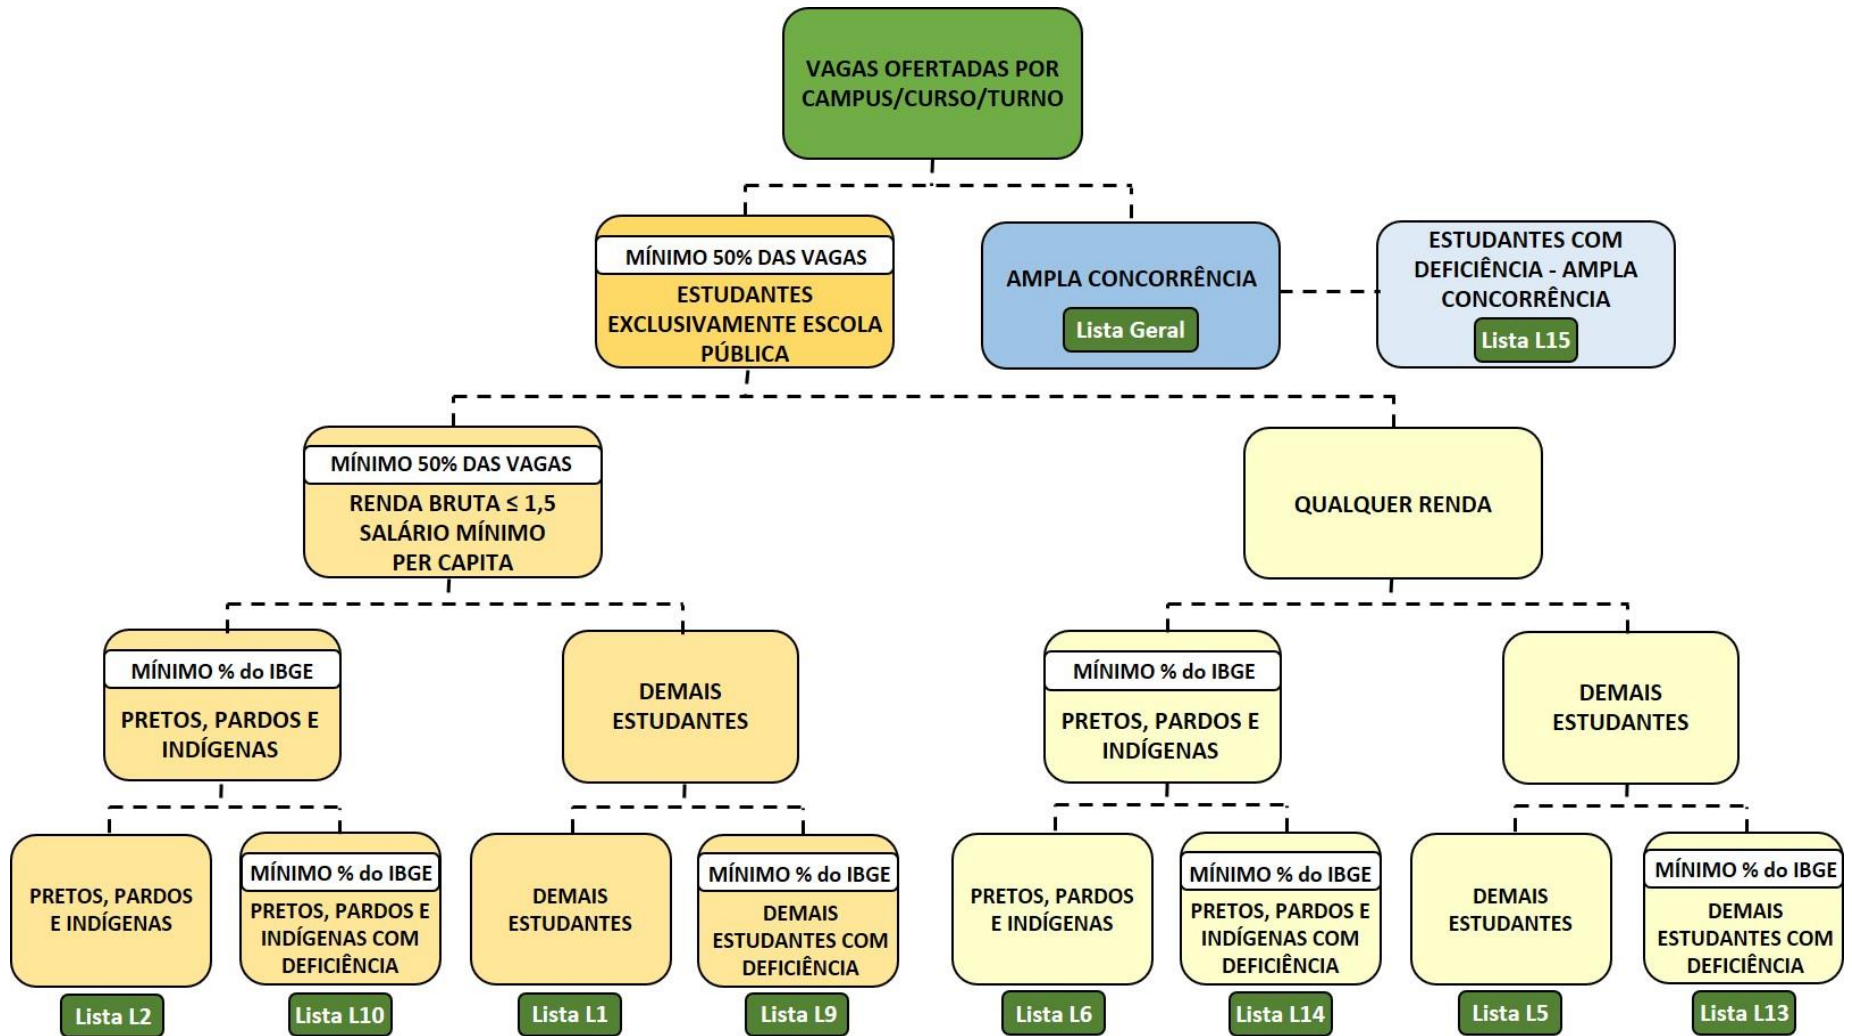 VAGAS OFERTADAS POR
CAMPUS/CURSO/TURNO
MÍNIMO 50% DAS VAGAS
ESTUDANTES
EXCLUSIVAMENTE ESCOLA
PÚBLICA
AMPLA CONCORRÊNCIA
Lista Geral
ESTUDANTES COM
DEFICIÊNCIA - AMPLA
CONCORRÊNCIA
Lista L15
MÍNIMO 50% DAS VAGAS
RENDA BRUTA ≤ 1,5
SALÁRIO MÍNIMO
PER CAPITA
QUALQUER RENDA
MÍNIMO % do IBGE
PRETOS, PARDOS E
INDÍGENAS
DEMAIS
ESTUDANTES
MÍNIMO % do IBGE
PRETOS, PARDOS E
INDÍGENAS
DEMAIS
ESTUDANTES
PRETOS, PARDOS
E INDÍGENAS
Lista L2
MÍNIMO % do IBGE
PRETOS, PARDOS E
INDÍGENAS COM
DEFICIÊNCIA
Lista L10
DEMAIS
ESTUDANTES
Lista L1
MÍNIMO % do IBGE
DEMAIS
ESTUDANTES COM
DEFICIÊNCIA
Lista L9
PRETOS, PARDOS
E INDÍGENAS
Lista L6
MÍNIMO % do IBGE
PRETOS, PARDOS E
INDÍGENAS COM
DEFICIÊNCIA
Lista L14
DEMAIS
ESTUDANTES
Lista L5
MÍNIMO % do IBGE
DEMAIS
ESTUDANTES COM
DEFICIÊNCIA
Lista L13